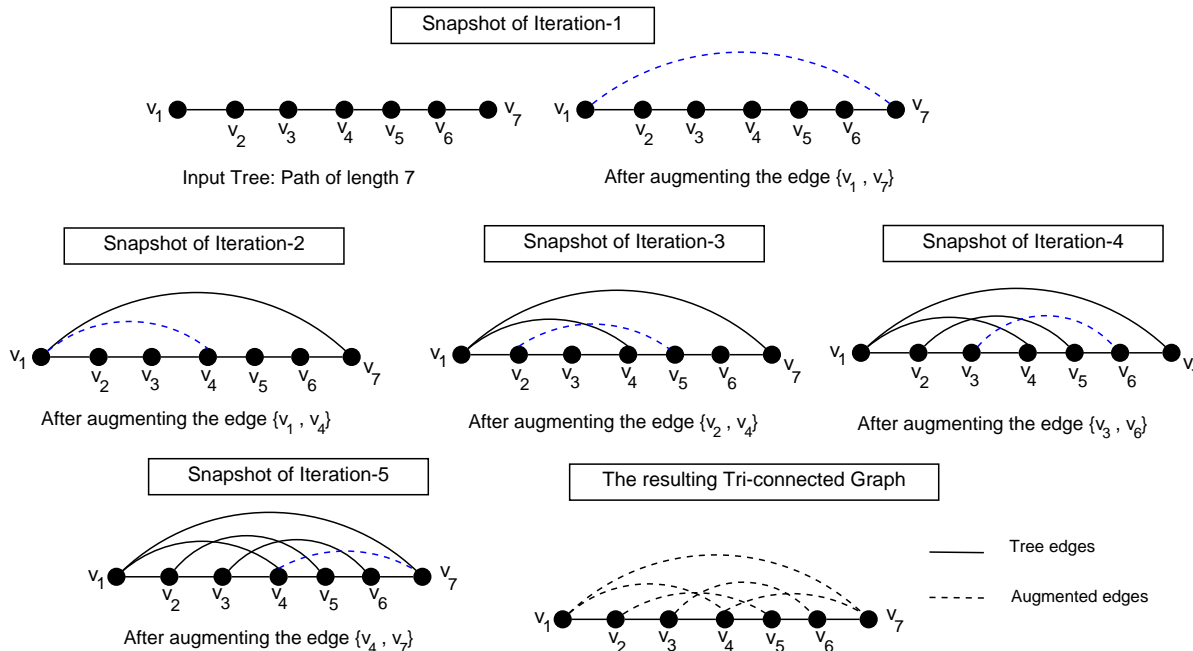 Snapshot of Iteration-1
v1 v2 v3 v4 v5 v6 v7
v1 v2 v3 v4 v5 v6 v7
Input Tree: Path of length 7
After augmenting the edge {v1 , v7}
Snapshot of Iteration-2
Snapshot of Iteration-3
Snapshot of Iteration-4
v1 v2 v3 v4 v5 v6 v7
v1 v2 v3 v4 v5 v6 v7
v1 v2 v3 v4 v5 v6
After augmenting the edge {v1 , v4}
After augmenting the edge {v2 , v4}
After augmenting the edge {v3 , v6}
Snapshot of Iteration-5
The resulting Tri-connected Graph
v1 v2 v3 v4 v5 v6 v7
After augmenting the edge {v4 , v7}
v1 v2 v3 v4 v5 v6 v7
Tree edges
Augmented edges